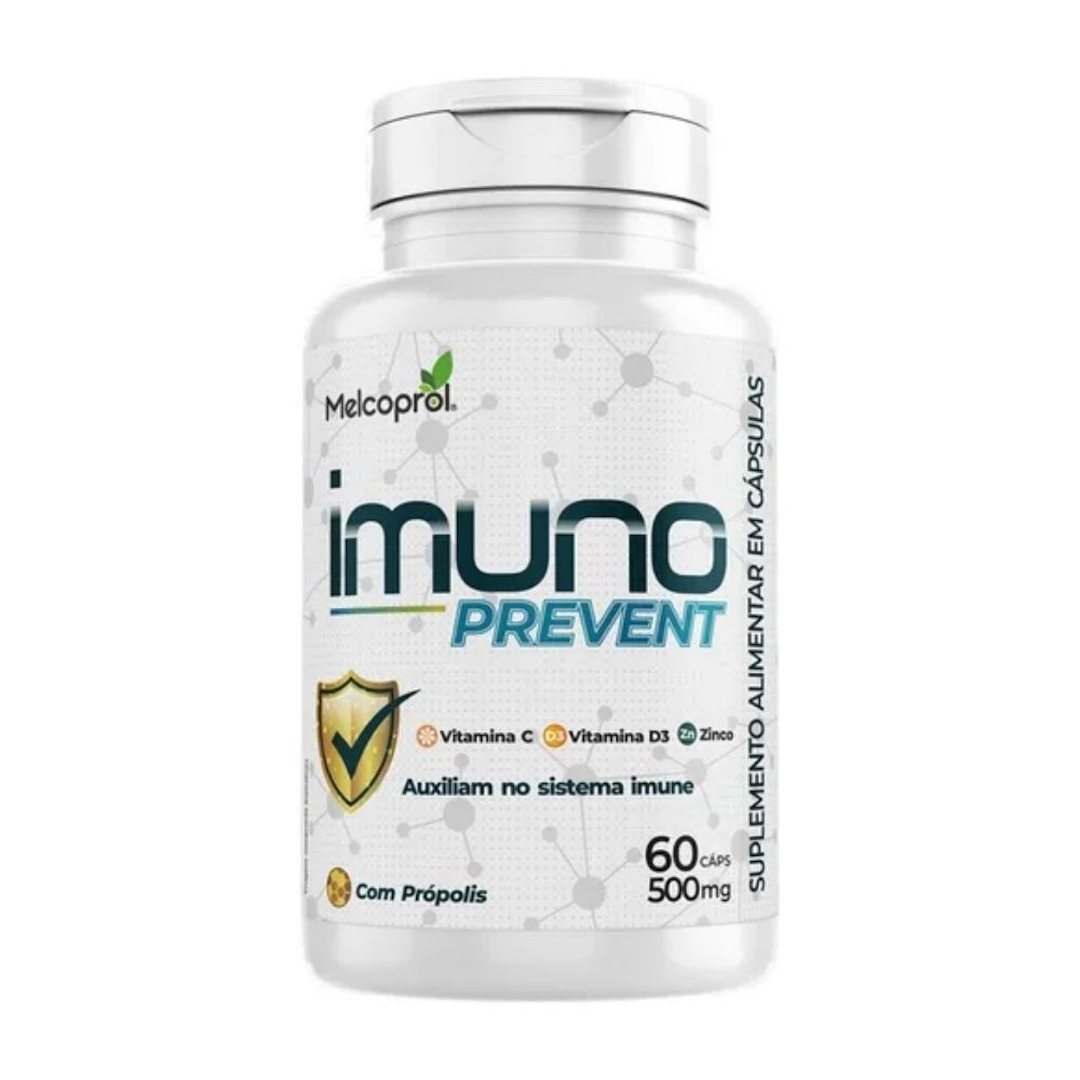 Melcoprol®
imuno
PREVENT
Vitamina C D3 Vitamina D3 Zn Zinco
Auxiliam no sistema imune
60 CÁPS
500mg
Com Própolis
SUPLEMENTO ALIMENTAR EM CÁPSULAS